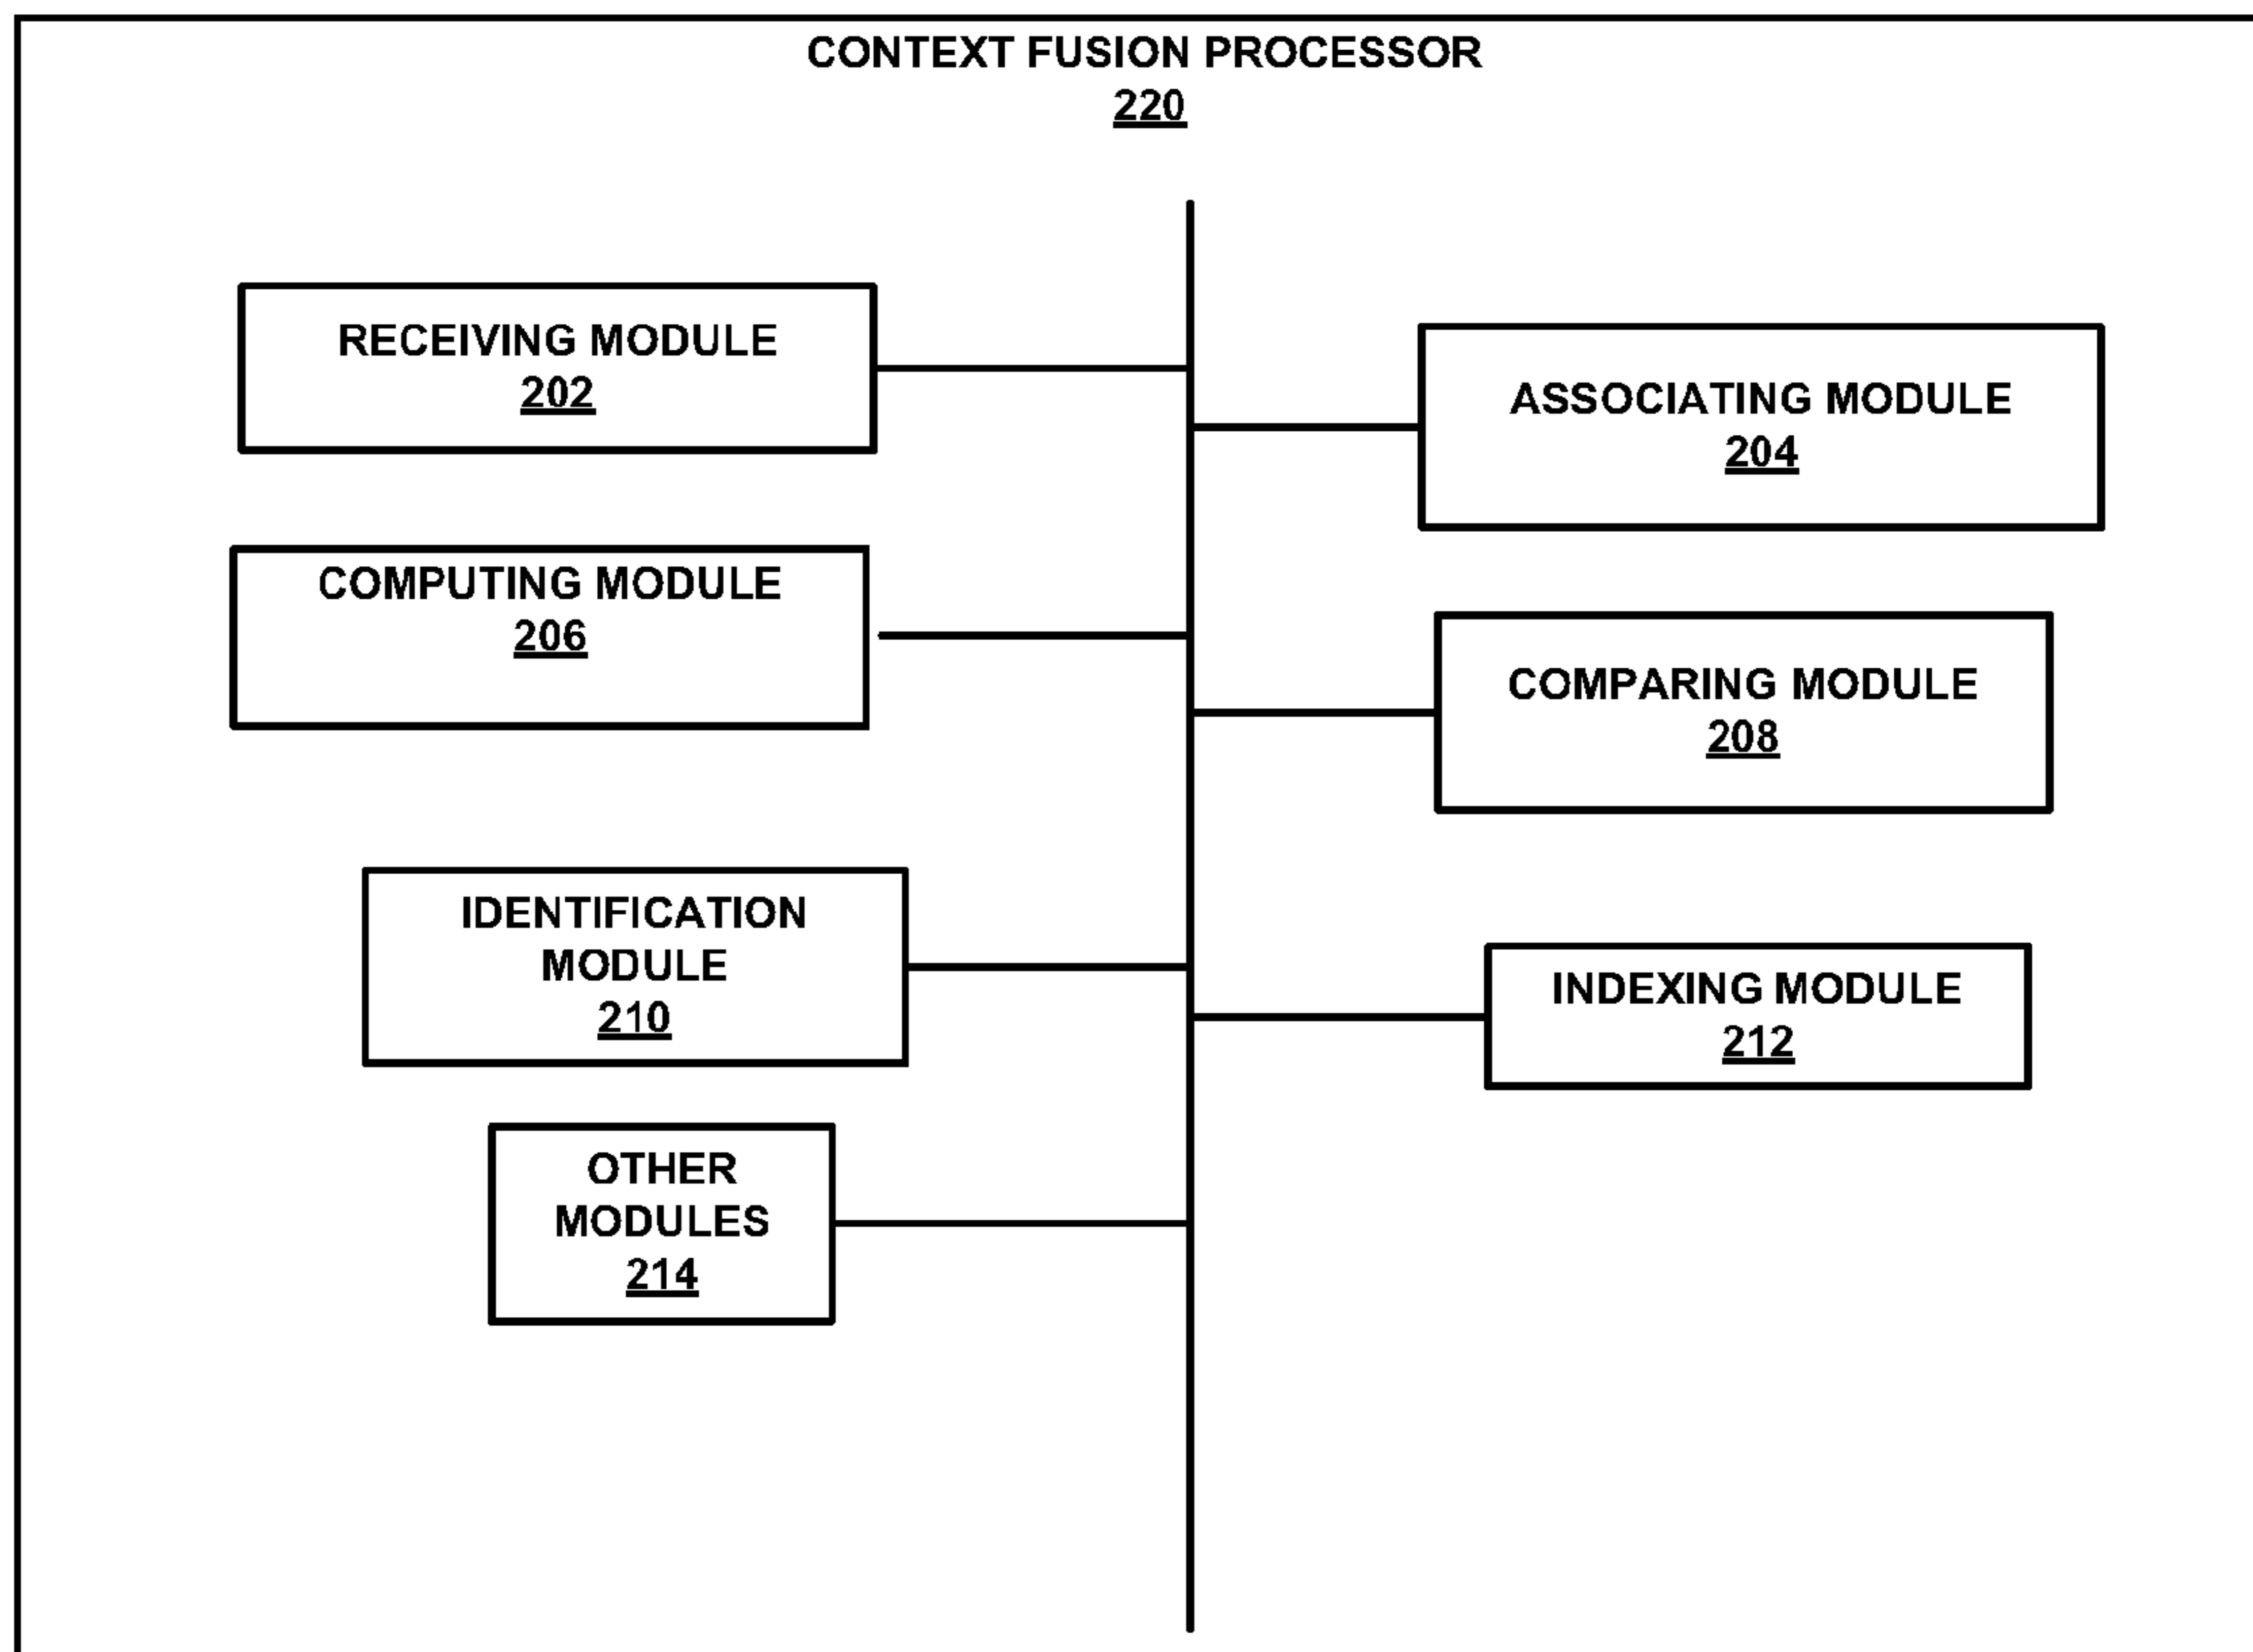 CONTEXT FUSION PROCESSOR
220
RECEIVING MODULE
202
ASSOCIATING MODULE
204
COMPUTING MODULE
206
COMPARING MODULE
208
IDENTIFICATION
MODULE
210
INDEXING MODULE
212
OTHER
MODULES
214